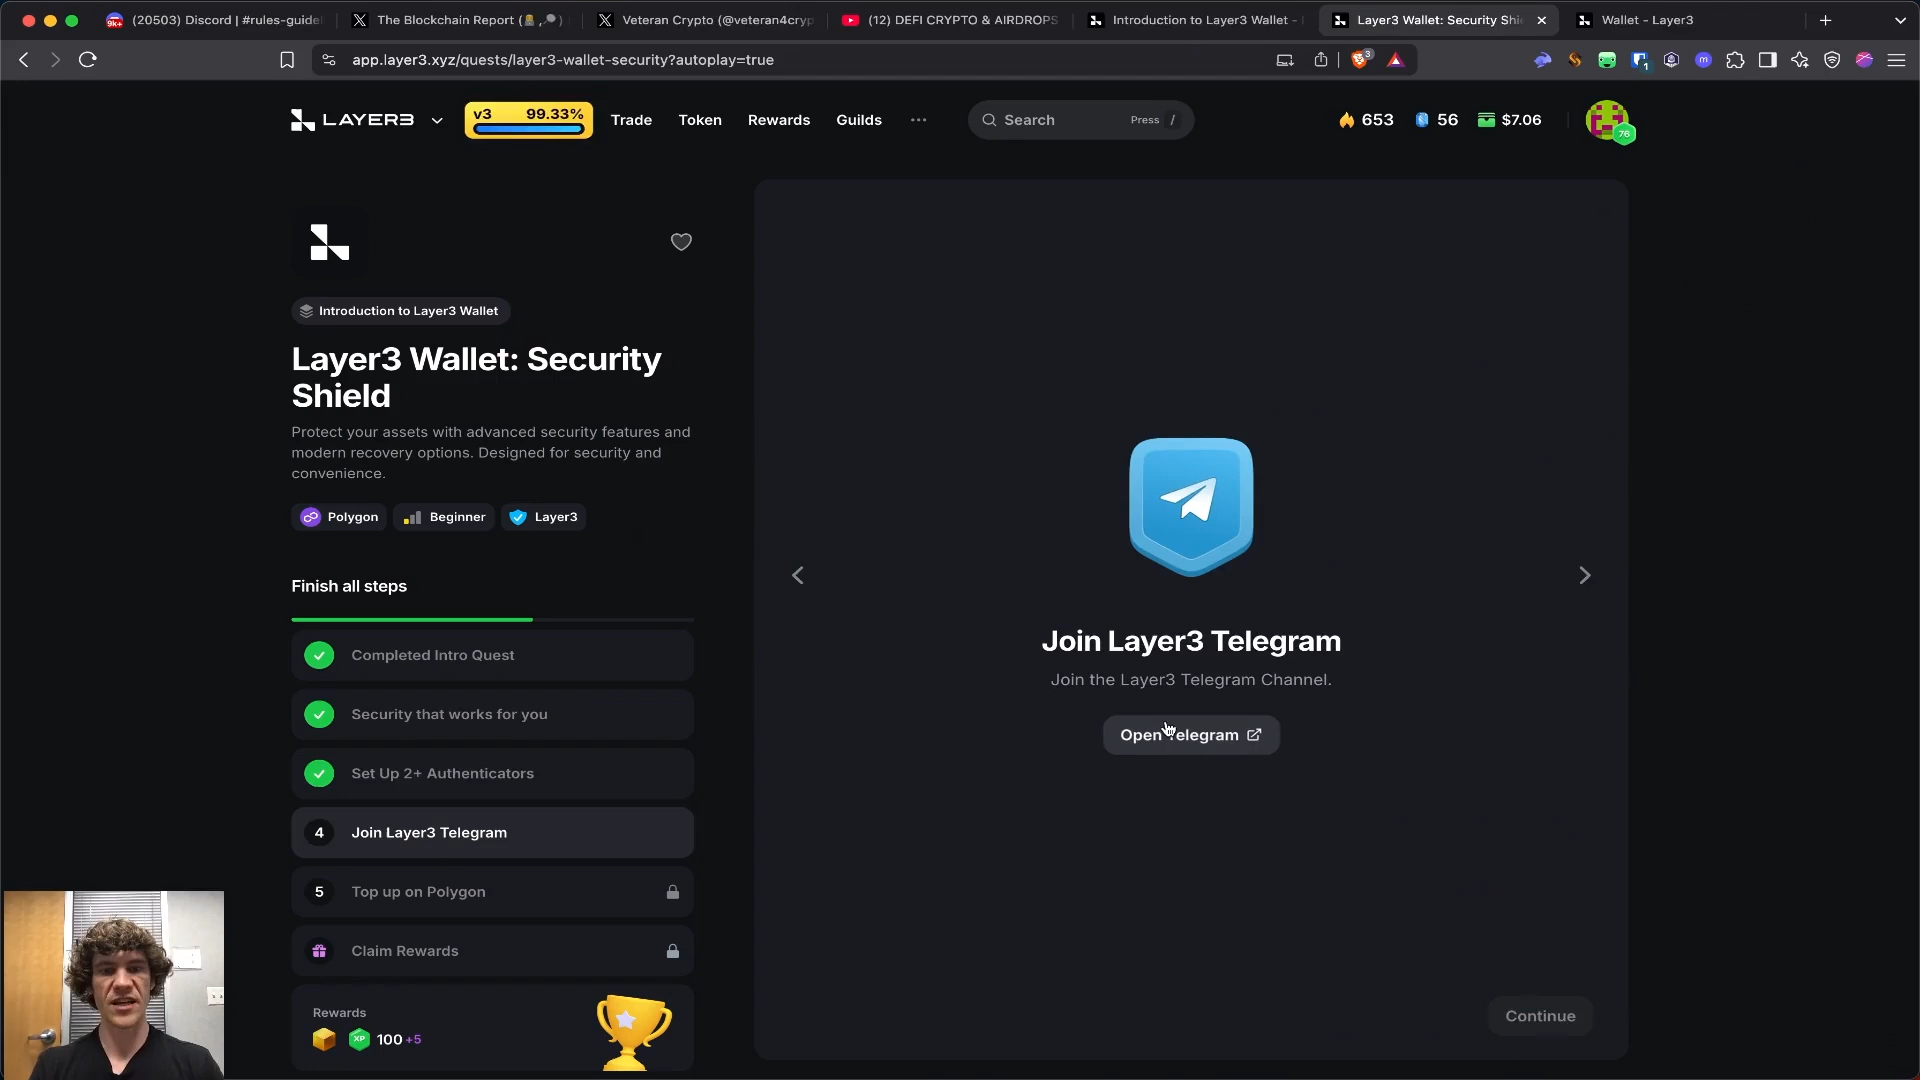 (20503) Discord | #rules-guidel
The Blockchain Report
Veteran Crypto (@veteran4cryp
(12) DEFI CRYPTO & AIRDROPS
Introduction to Layer3 Wallet -
Layer3 Wallet: Security Shi
Wallet - Layer3
app.layer3.xyz/quests/layer3-wallet-security?autoplay=true
3
1
LAYER3
v3 99.33%
Trade
Token
Rewards
Guilds
Search
Press /
653
56
$7.06
76
Introduction to Layer3 Wallet
Layer3 Wallet: Security
Shield
Protect your assets with advanced security features and
modern recovery options. Designed for security and
convenience.
Polygon
Beginner
Layer3
Finish all steps
Completed Intro Quest
Security that works for you
Set Up 2+ Authenticators
4 Join Layer3 Telegram
5 Top up on Polygon
Claim Rewards
Rewards
XP 100 +5
Join Layer3 Telegram
Join the Layer3 Telegram Channel.
Open Telegram
Continue